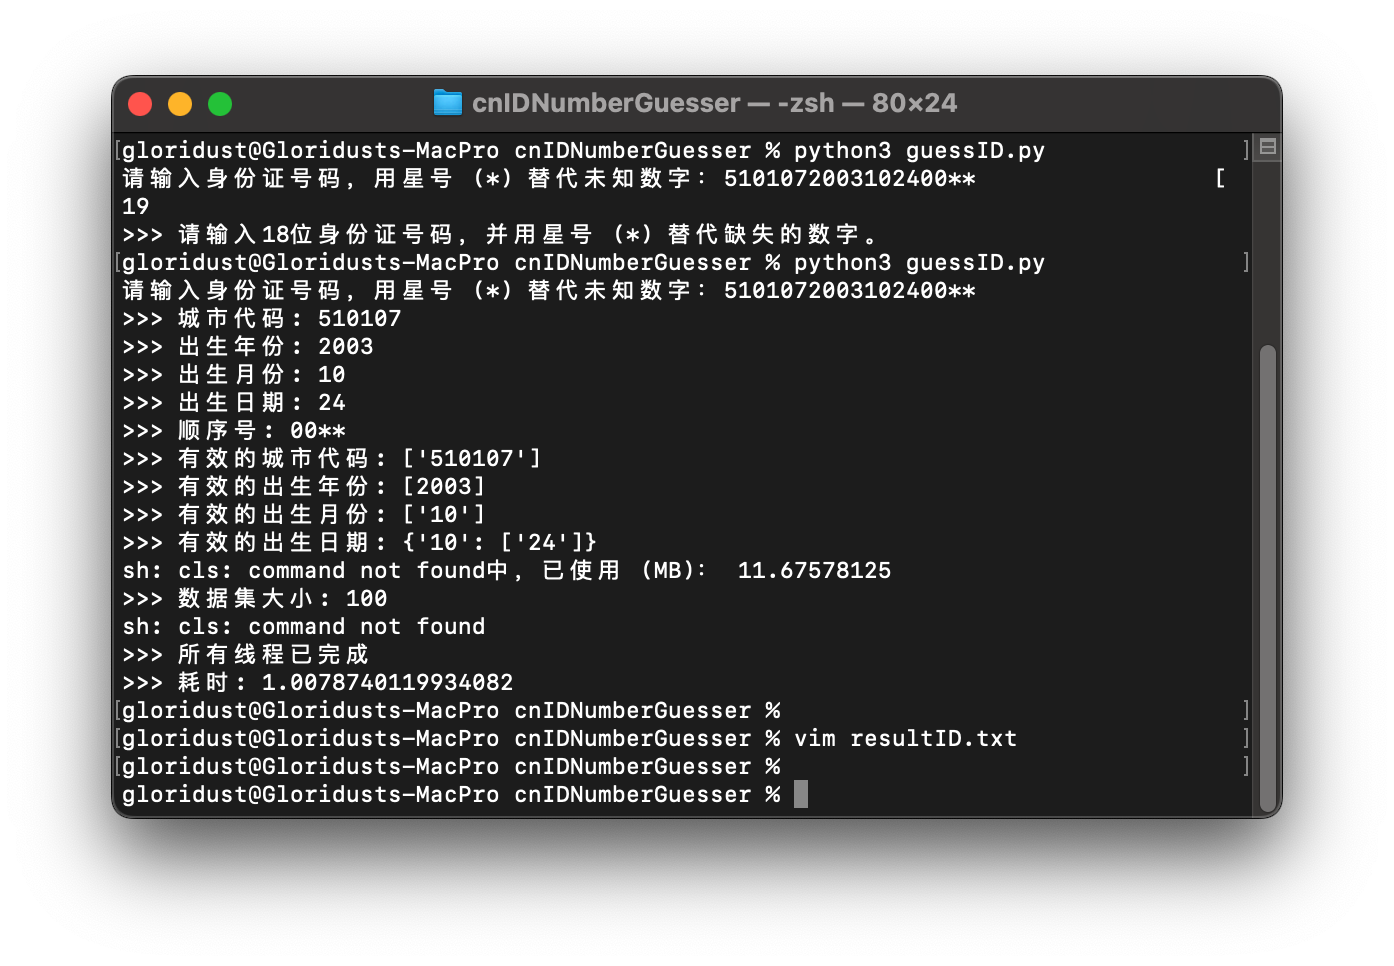 cnIDNumberGuesser — -zsh — 80×24
gloridust@Gloridusts-MacPro cnIDNumberGuesser % python3 guessID.py
请输入身份证号码，用星号（*）替代未知数字：5101072003102400**
19
>>> 请输入18位身份证号码，并用星号（*）替代缺失的数字。
gloridust@Gloridusts-MacPro cnIDNumberGuesser % python3 guessID.py
请输入身份证号码，用星号（*）替代未知数字：5101072003102400**
>>> 城市代码: 510107
>>> 出生年份: 2003
>>> 出生月份: 10
>>> 出生日期: 24
>>> 顺序号: 00**
>>> 有效的城市代码: ['510107']
>>> 有效的出生年份: [2003]
>>> 有效的出生月份: ['10']
>>> 有效的出生日期: {'10': ['24']}
sh: cls: command not found中，已使用（MB）： 11.67578125
>>> 数据集大小: 100
sh: cls: command not found
>>> 所有线程已完成
>>> 耗时: 1.0078740119934082
gloridust@Gloridusts-MacPro cnIDNumberGuesser %
gloridust@Gloridusts-MacPro cnIDNumberGuesser % vim resultID.txt
gloridust@Gloridusts-MacPro cnIDNumberGuesser %
gloridust@Gloridusts-MacPro cnIDNumberGuesser %